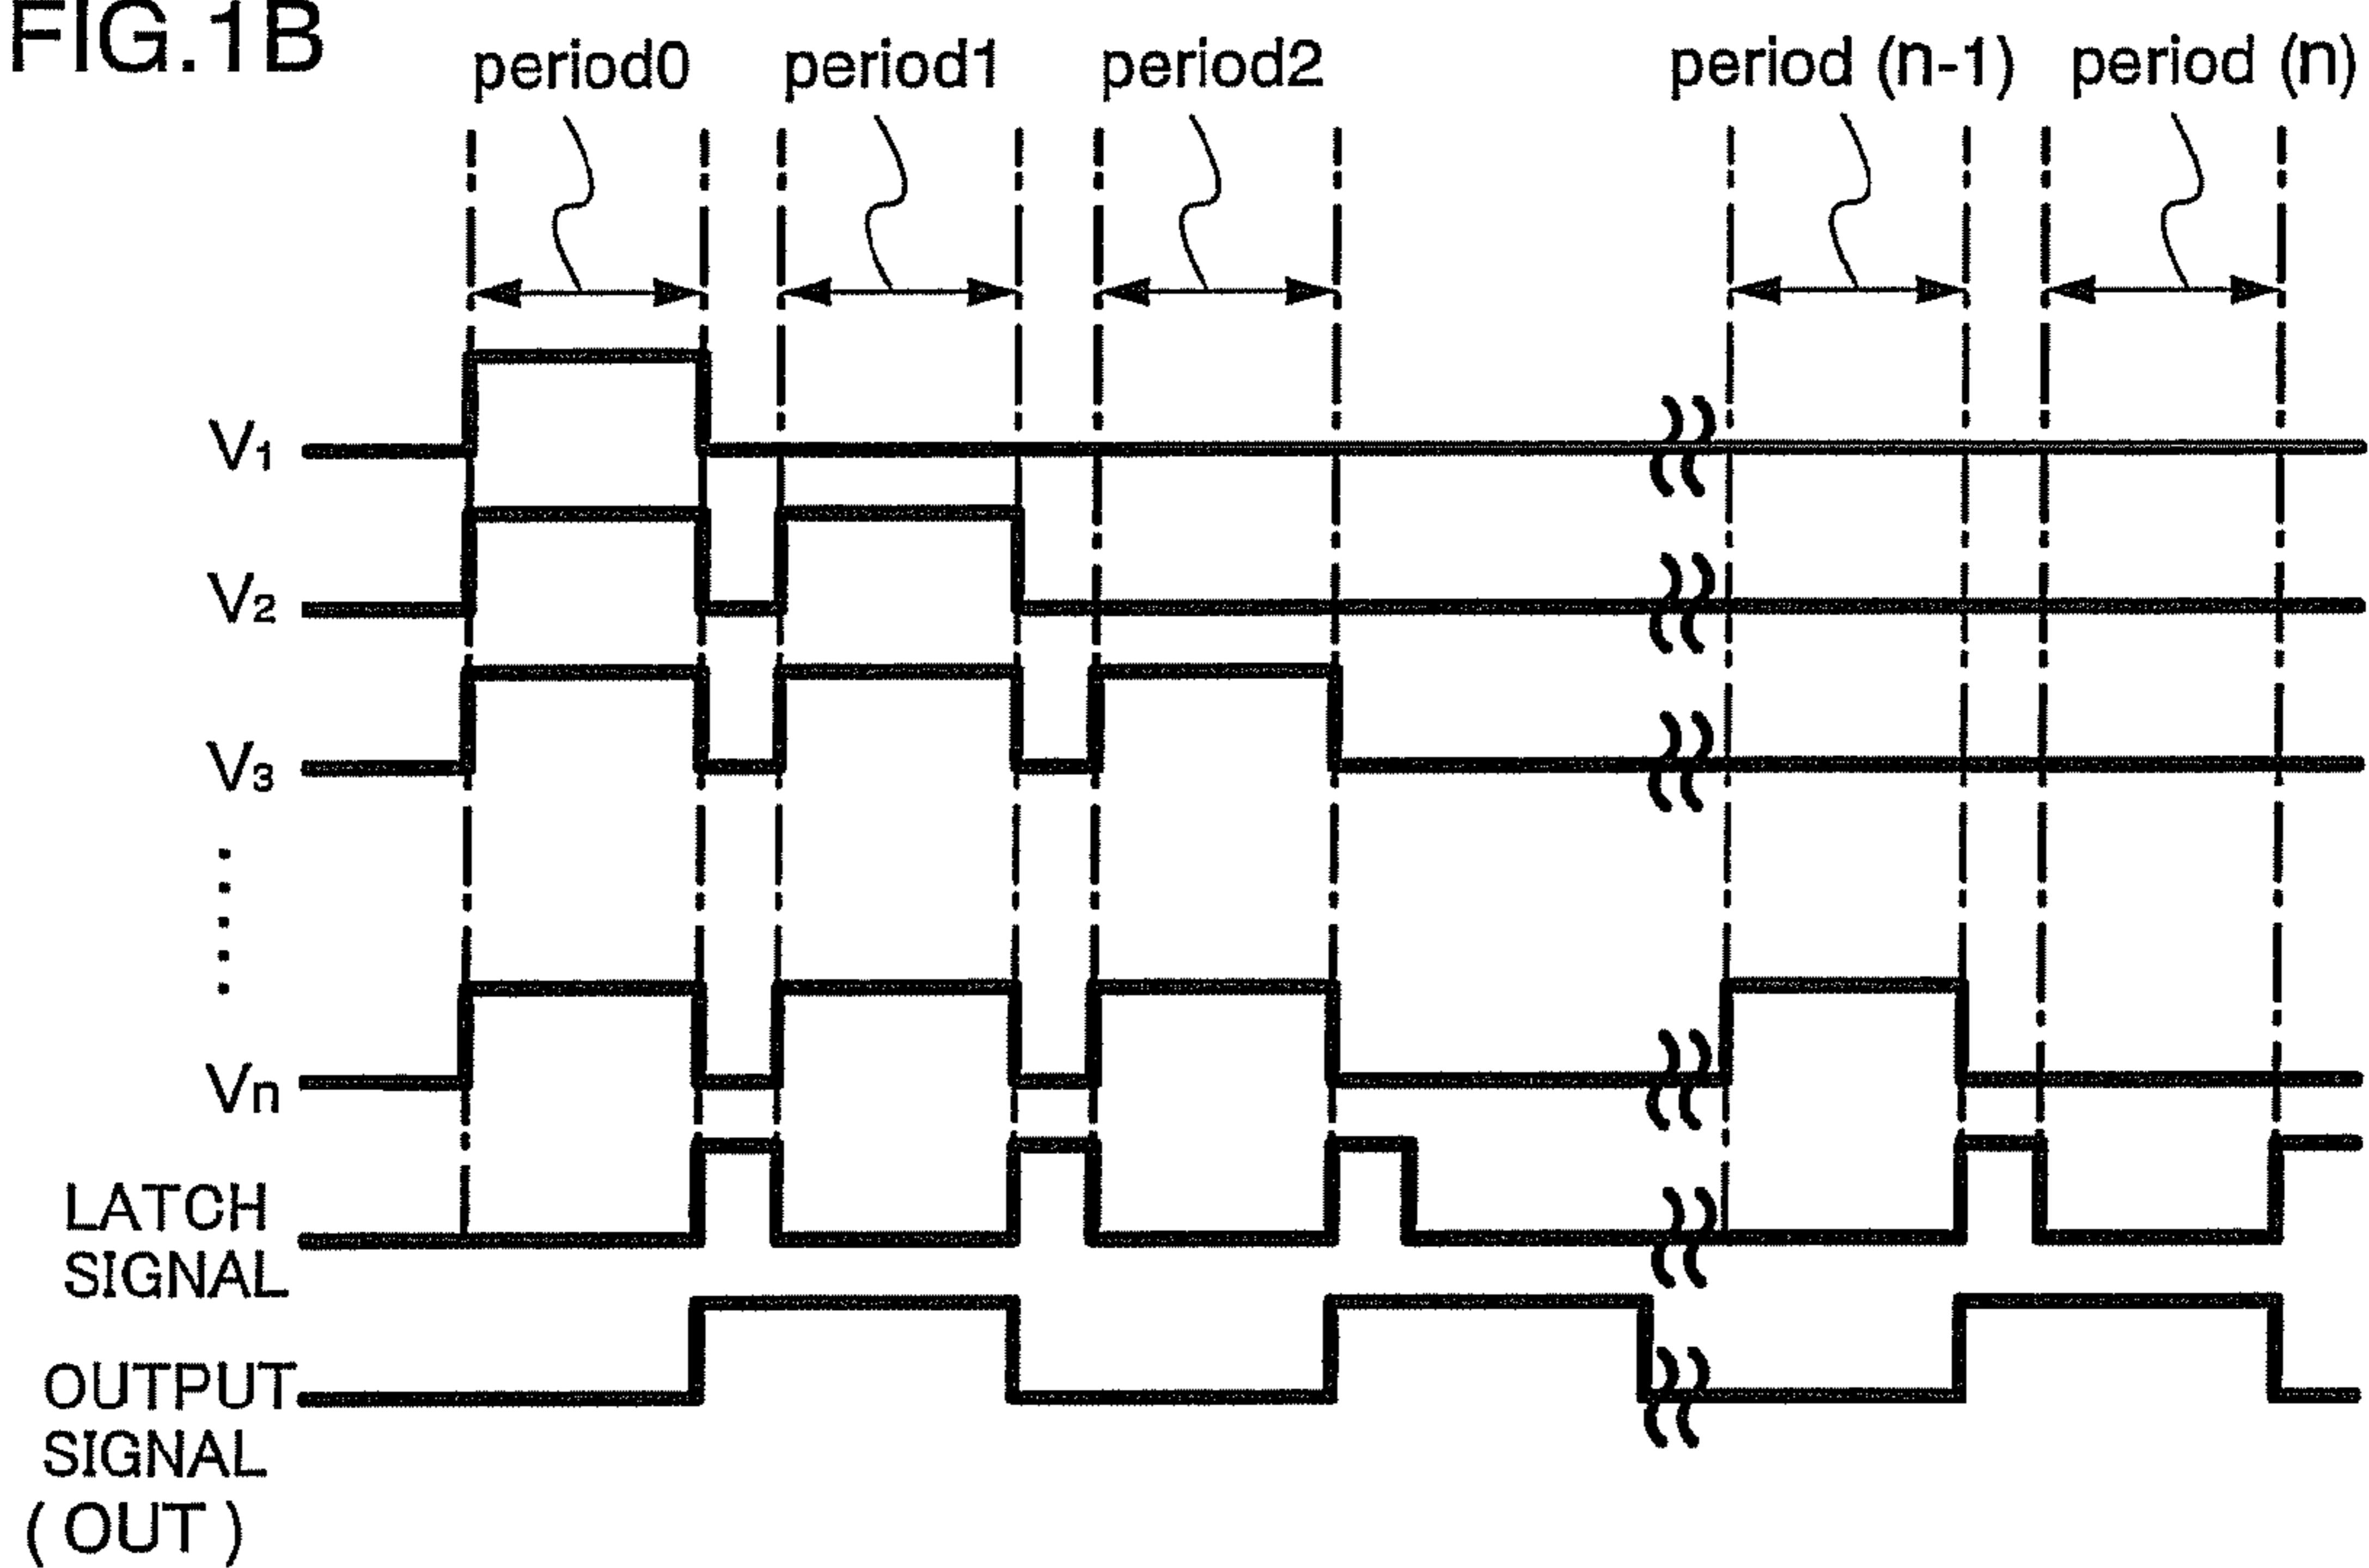 FIG.1B
period0 period1 period2 period (n-1) period (n)
V1
V2
V3
Vn
LATCH
SIGNAL
OUTPUT
SIGNAL
( OUT )